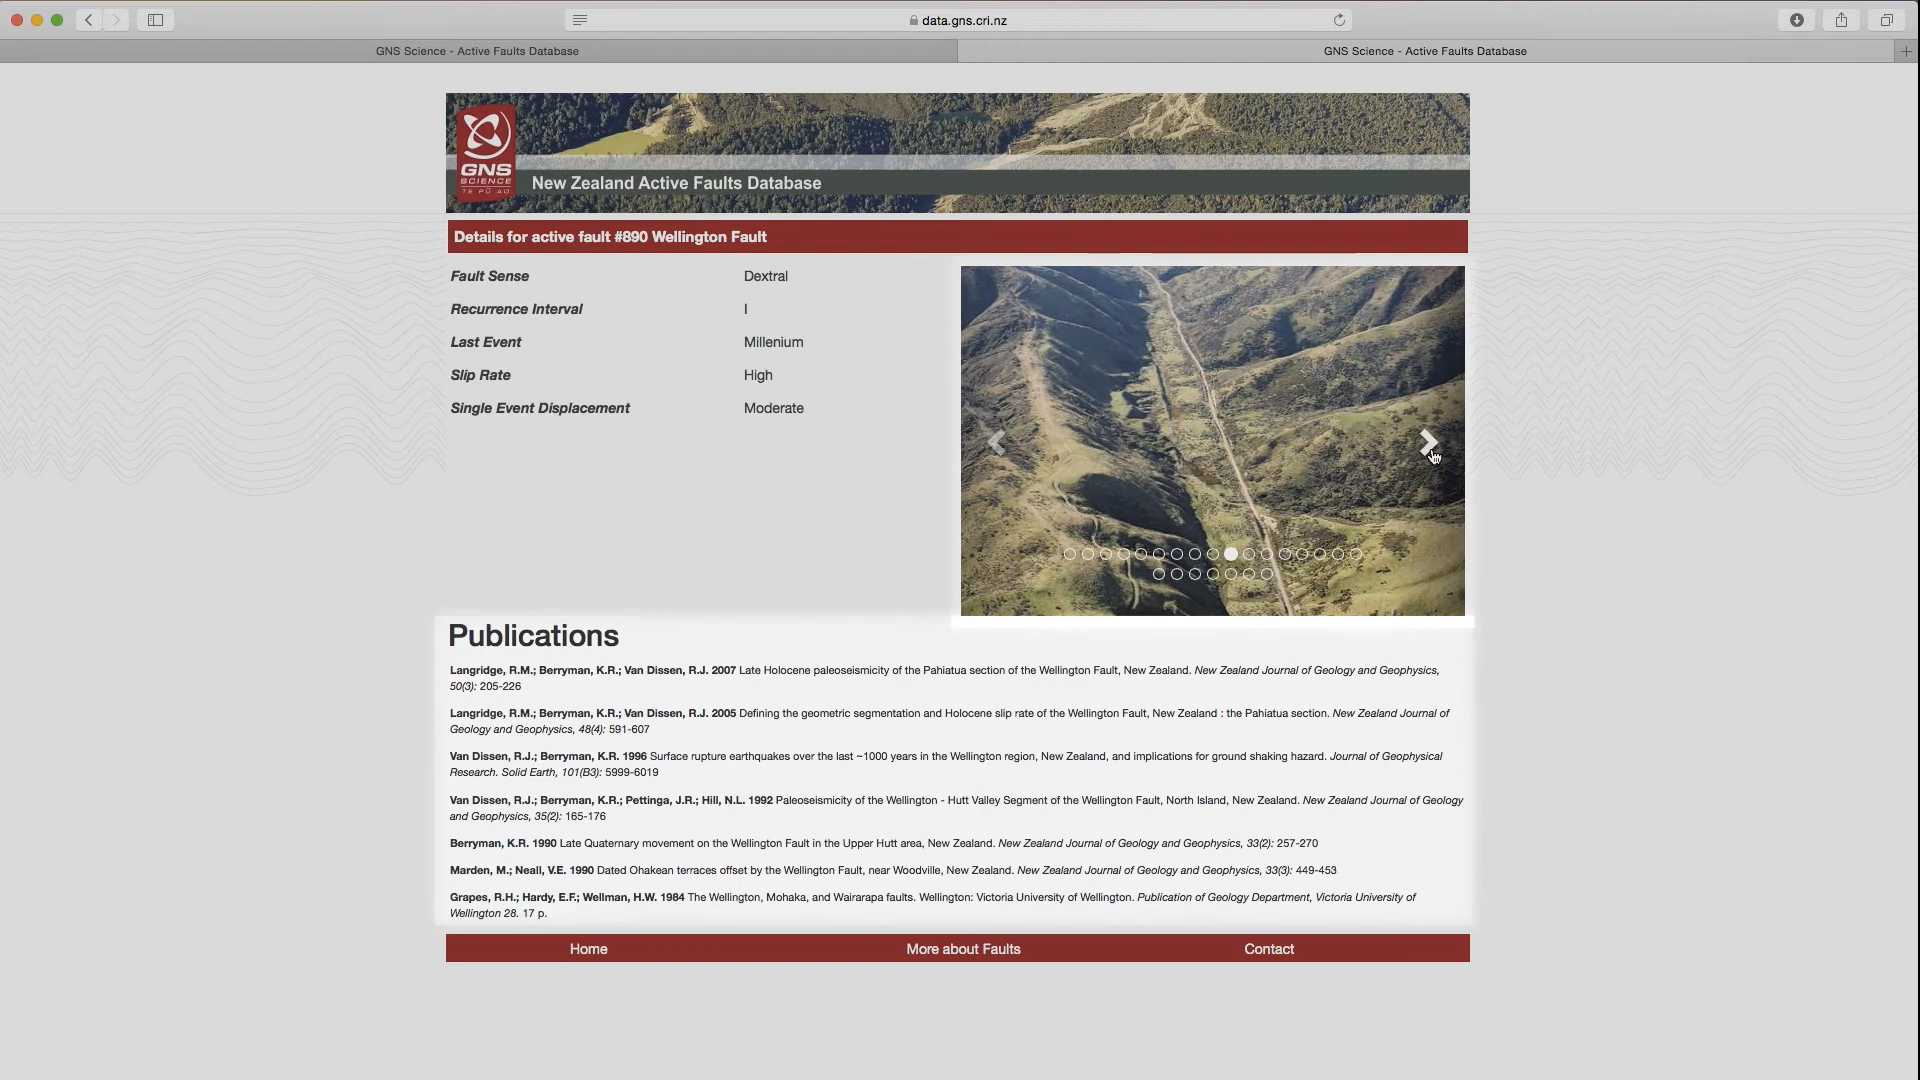 data.gns.cri.nz
GNS Science - Active Faults Database
GNS Science - Active Faults Database
GNS
SCIENCE
TE PŪ AO
New Zealand Active Faults Database
Details for active fault #890 Wellington Fault
Fault Sense Dextral
Recurrence Interval I
Last Event Millenium
Slip Rate High
Single Event Displacement Moderate
Publications
Langridge, R.M.; Berryman, K.R.; Van Dissen, R.J. 2007 Late Holocene paleoseismicity of the Pahiatua section of the Wellington Fault, New Zealand. New Zealand Journal of Geology and Geophysics,
50(3): 205-226
Langridge, R.M.; Berryman, K.R.; Van Dissen, R.J. 2005 Defining the geometric segmentation and Holocene slip rate of the Wellington Fault, New Zealand : the Pahiatua section. New Zealand Journal of
Geology and Geophysics, 48(4): 591-607
Van Dissen, R.J.; Berryman, K.R. 1996 Surface rupture earthquakes over the last ~1000 years in the Wellington region, New Zealand, and implications for ground shaking hazard. Journal of Geophysical
Research. Solid Earth, 101(B3): 5999-6019
Van Dissen, R.J.; Berryman, K.R.; Pettinga, J.R.; Hill, N.L. 1992 Paleoseismicity of the Wellington - Hutt Valley Segment of the Wellington Fault, North Island, New Zealand. New Zealand Journal of Geology
and Geophysics, 35(2): 165-176
Berryman, K.R. 1990 Late Quaternary movement on the Wellington Fault in the Upper Hutt area, New Zealand. New Zealand Journal of Geology and Geophysics, 33(2): 257-270
Marden, M.; Neall, V.E. 1990 Dated Ohakean terraces offset by the Wellington Fault, near Woodville, New Zealand. New Zealand Journal of Geology and Geophysics, 33(3): 449-453
Grapes, R.H.; Hardy, E.F.; Wellman, H.W. 1984 The Wellington, Mohaka, and Wairarapa faults. Wellington: Victoria University of Wellington. Publication of Geology Department, Victoria University of
Wellington 28. 17 p.
Home More about Faults Contact